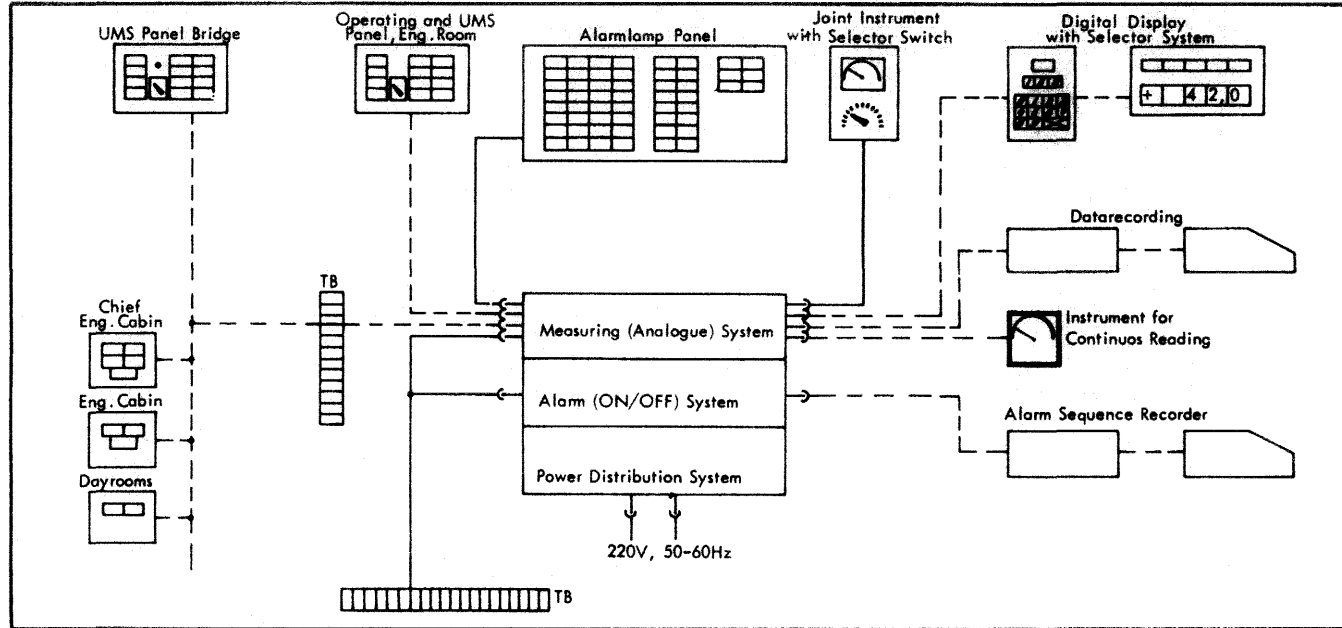 UMS Panel Bridge
Operating and UMS
Panel, Eng. Room
Alarmlamp Panel
Joint Instrument
with Selector Switch
Digital Display
with Selector System
+ 4 2,0
Datarecording
TB
Chief
Eng. Cabin
Measuring (Analogue) System
Instrument for
Continuos Reading
Eng. Cabin
Alarm (ON/OFF) System
Alarm Sequence Recorder
Dayrooms
Power Distribution System
220V, 50-60Hz
TB